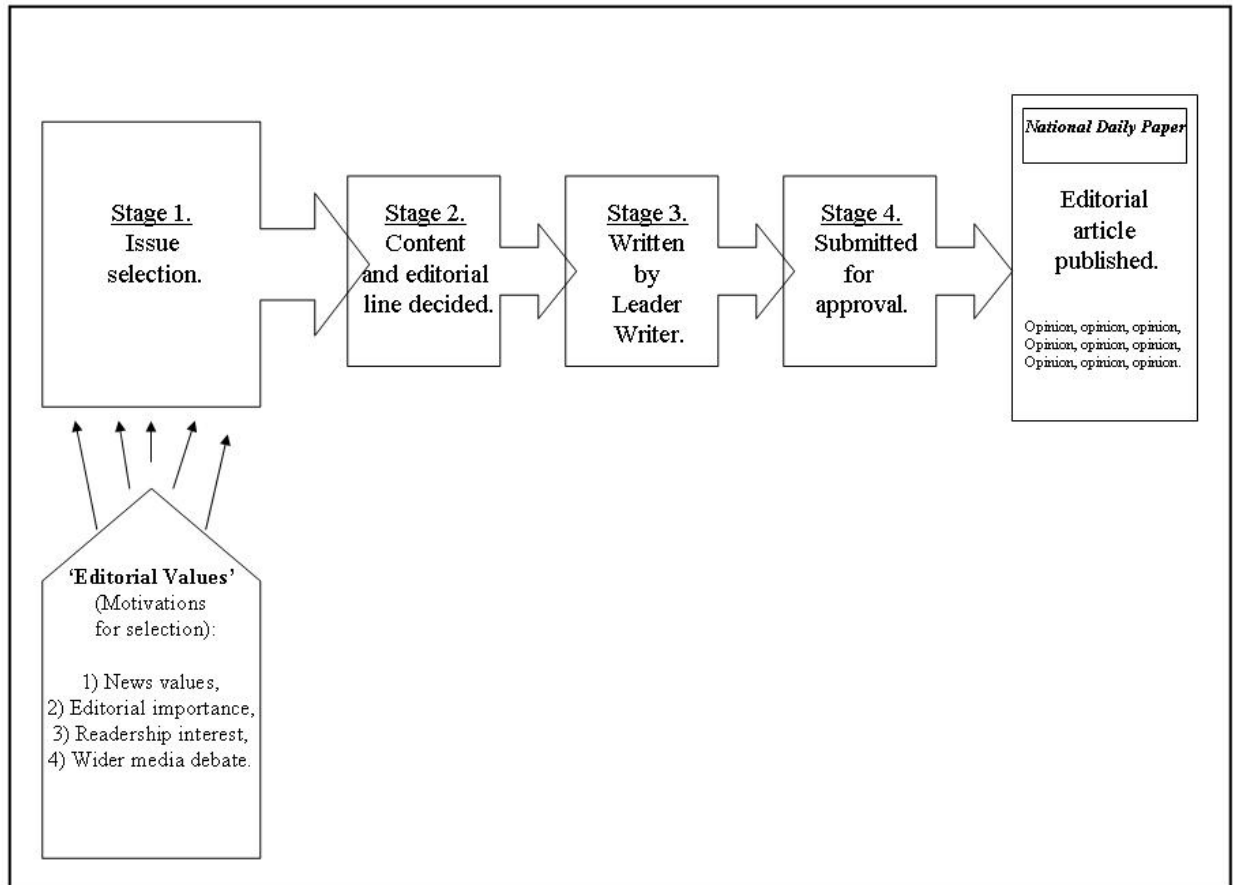 Stage 1.
Issue
selection.
Stage 2.
Content
and editorial
line decided.
Stage 3.
Written
by
Leader
Writer.
Stage 4.
Submitted
for
approval.
National Daily Paper
Editorial
article
published.
Opinion, opinion, opinion,
Opinion, opinion, opinion,
Opinion, opinion, opinion.
‘Editorial Values’
(Motivations
for selection):
1) News values,
2) Editorial importance,
3) Readership interest,
4) Wider media debate.